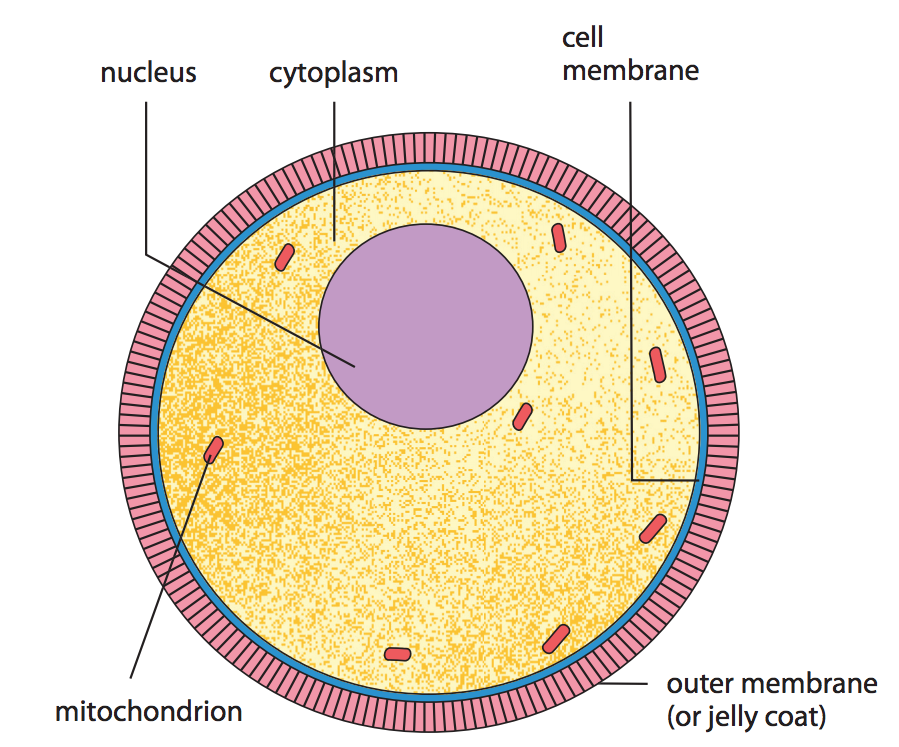 nucleus
cytoplasm
cell
membrane
mitochondrion
outer membrane
(or jelly coat)